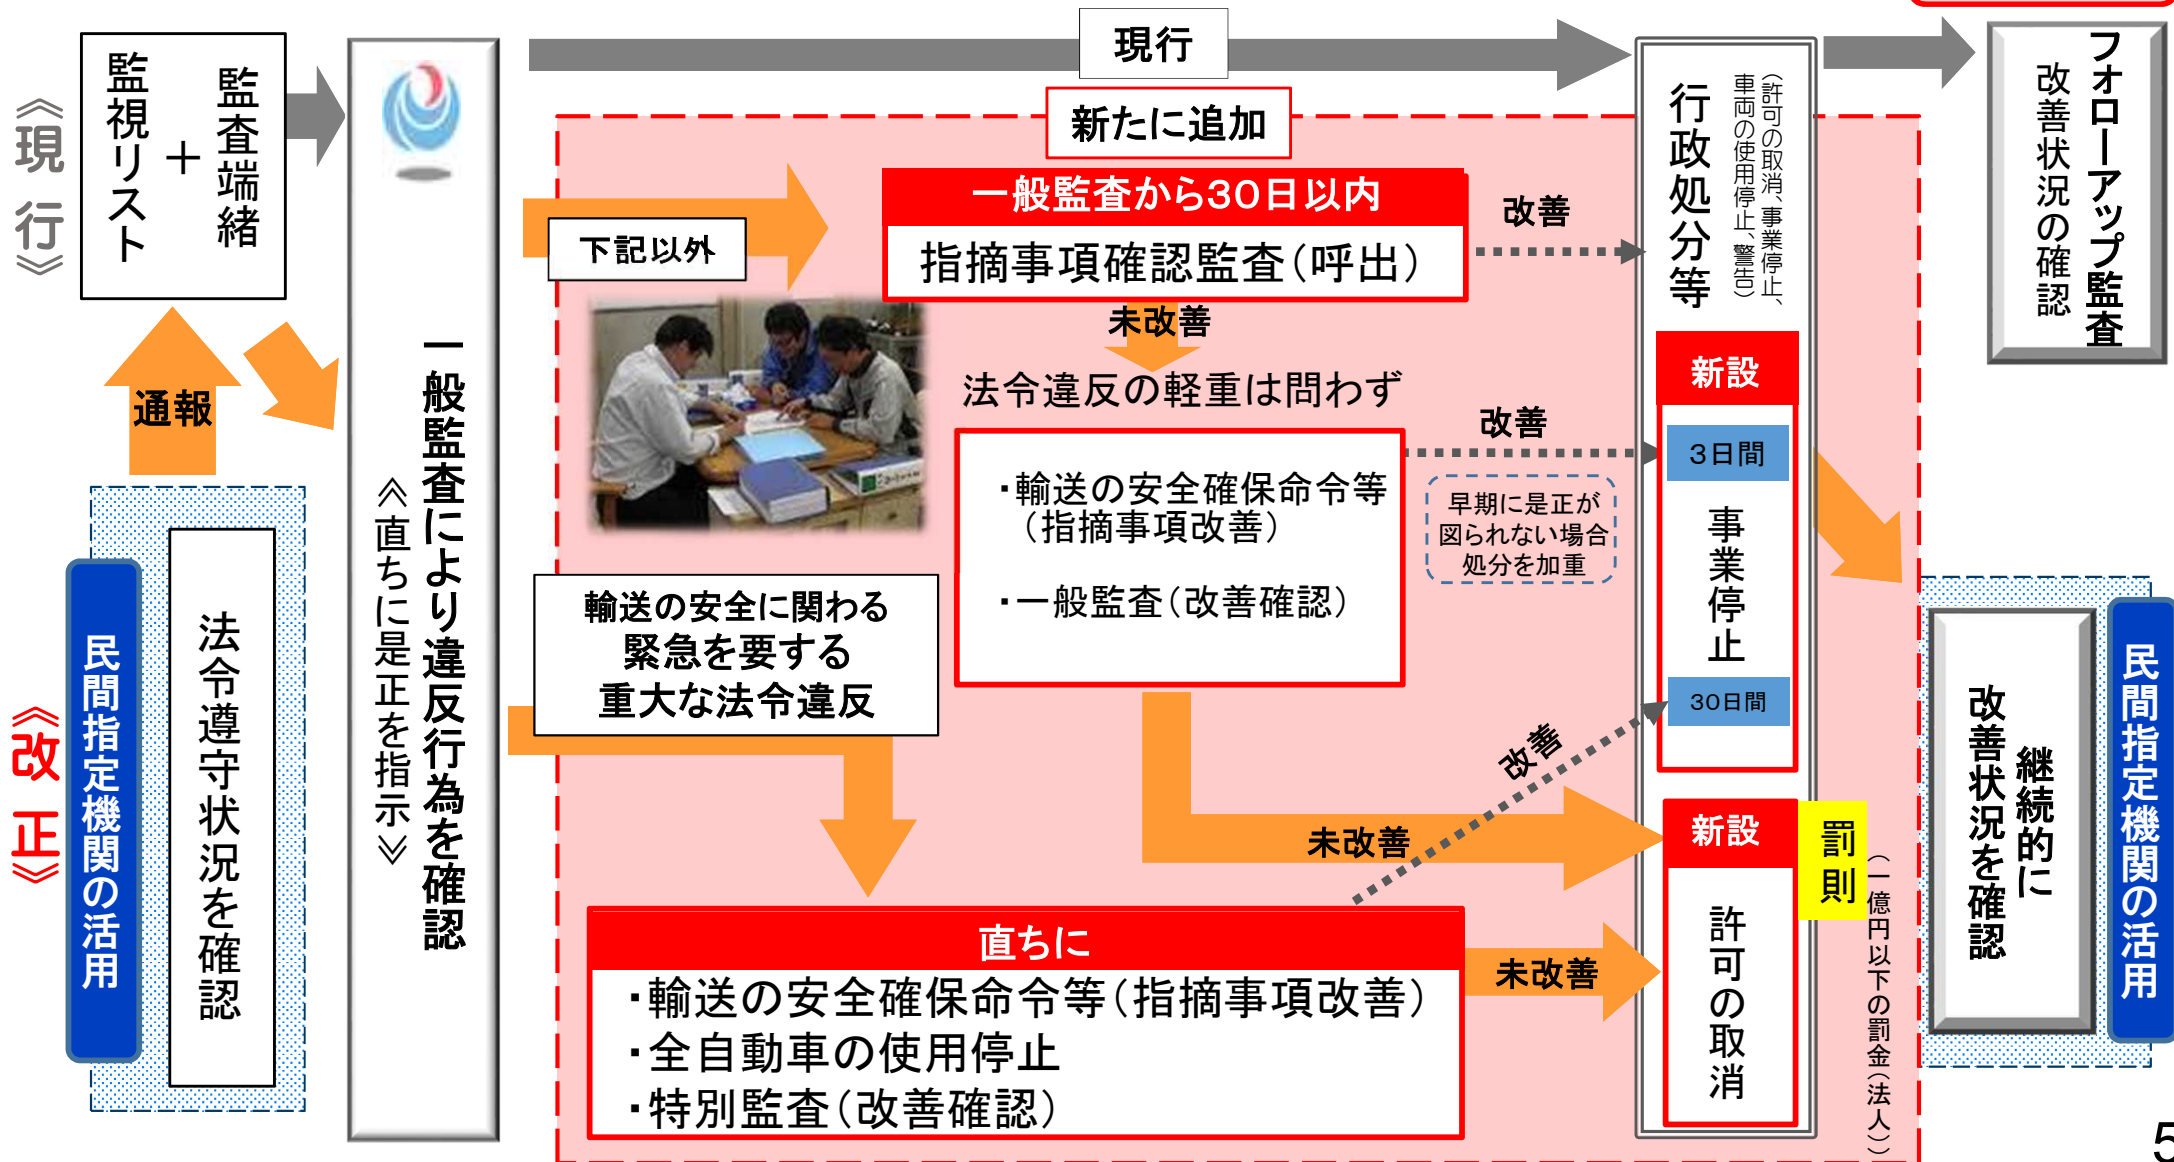 《現行》
監査端緒
＋
監視リスト
通報
《改正》
民間指定機関の活用
法令遵守状況を確認
一般監査により違反行為を確認
≪直ちに是正を指示≫
現行
新たに追加
下記以外
一般監査から30日以内
指摘事項確認監査（呼出）
改善
未改善
法令違反の軽重は問わず
・輸送の安全確保命令等
（指摘事項改善）
・一般監査（改善確認）
改善
早期に是正が
図られない場合
処分を加重
輸送の安全に関わる
緊急を要する
重大な法令違反
改善
未改善
直ちに
・輸送の安全確保命令等（指摘事項改善）
・全自動車の使用停止
・特別監査（改善確認）
未改善
行政処分等
（許可の取消、事業停止、
車両の使用停止、警告）
新設
3日間
事業停止
30日間
新設
許可の取消
罰則
（一億円以下の罰金（法人））
フォローアップ監査
改善状況の確認
継続的に
改善状況を確認
民間指定機関の活用
5